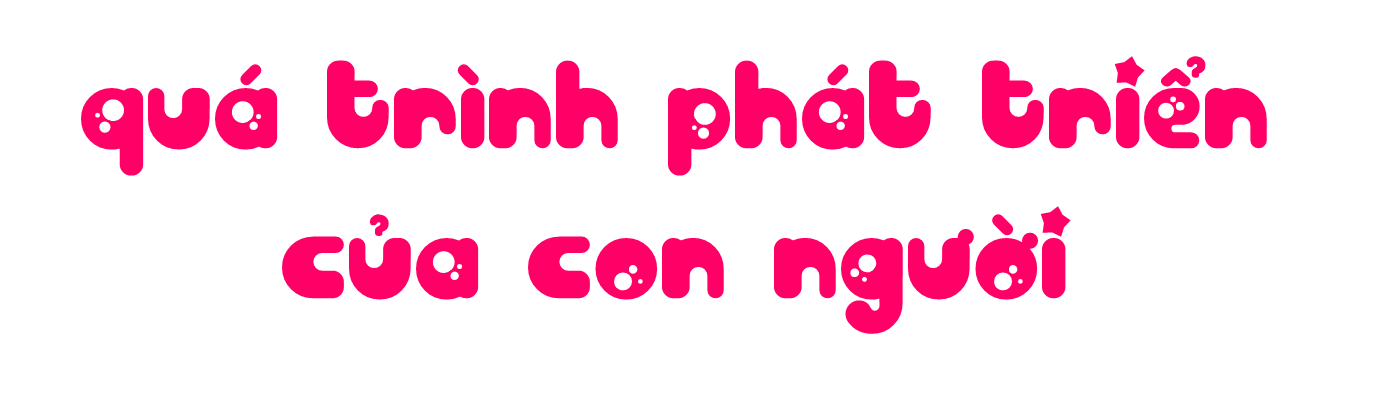 quá trình phát triển
của con người